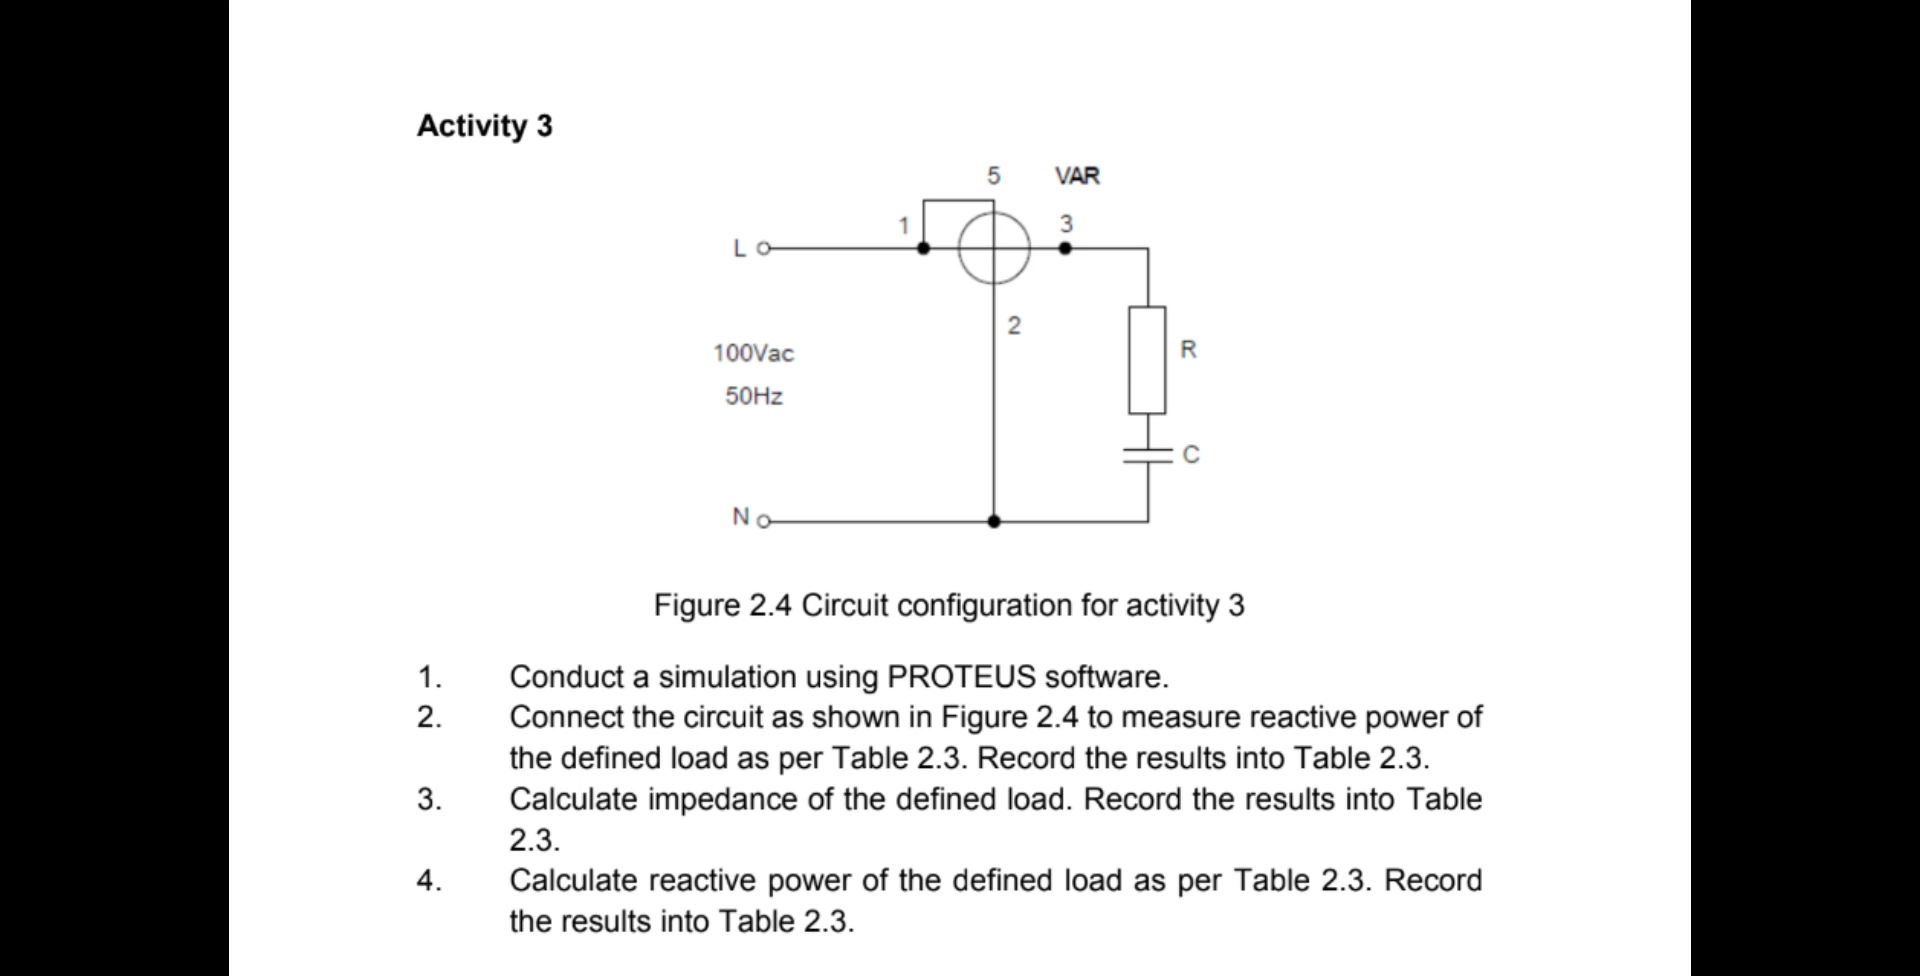 Activity 3
5 VAR
1 3
L
2
100Vac
R
50Hz
C
N
Figure 2.4 Circuit configuration for activity 3
1. Conduct a simulation using PROTEUS software.
2. Connect the circuit as shown in Figure 2.4 to measure reactive power of
the defined load as per Table 2.3. Record the results into Table 2.3.
3. Calculate impedance of the defined load. Record the results into Table
2.3.
4. Calculate reactive power of the defined load as per Table 2.3. Record
the results into Table 2.3.